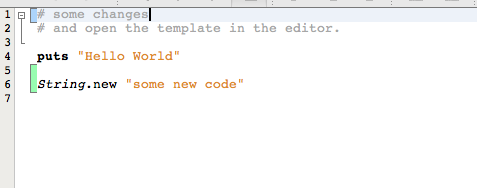 1 # some changes
2 # and open the template in the editor.
3
4 puts "Hello World"
5
6 String.new "some new code"
7